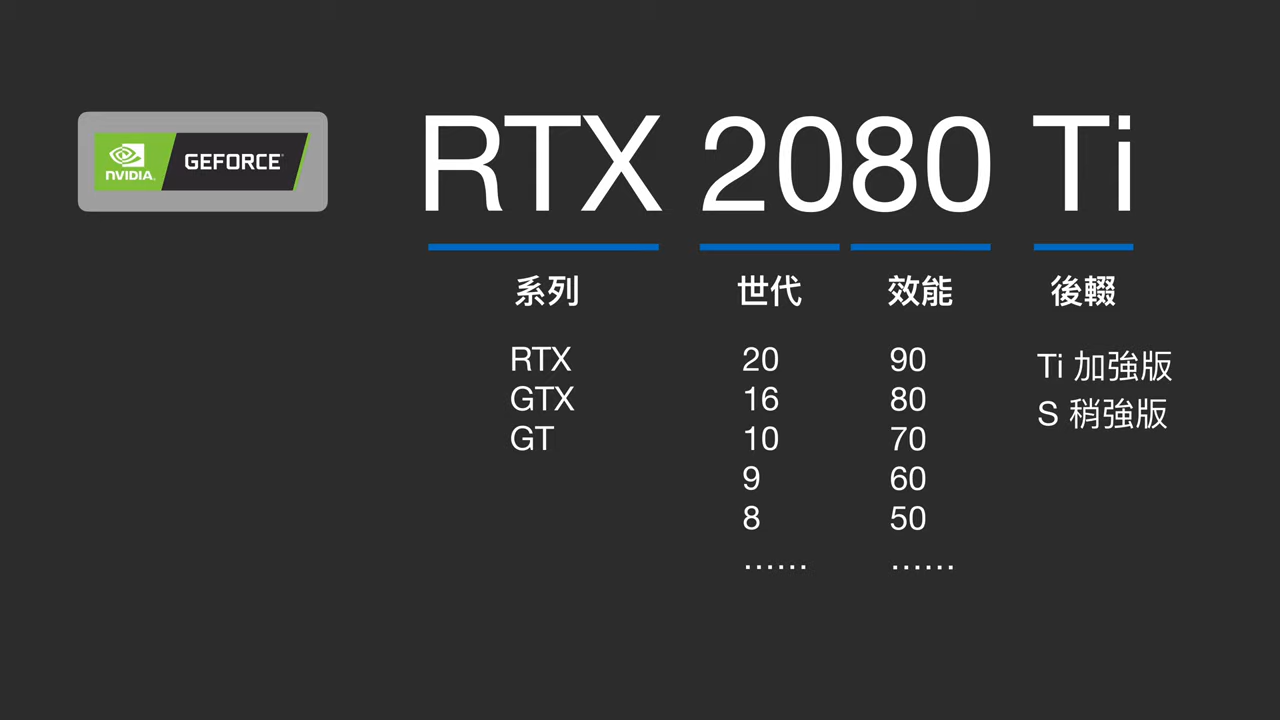 NVIDIA.
GEFORCE
RTX 2080 Ti
系列
世代
效能
後輟
RTX
GTX
GT
20
16
10
9
8
......
90
80
70
60
50
......
Ti 加強版
S 稍強版